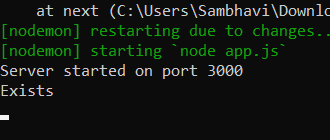 at next (C:\Users\Sambhavi\Downlo
[nodemon] restarting due to changes..
[nodemon] starting `node app.js`
Server started on port 3000
Exists